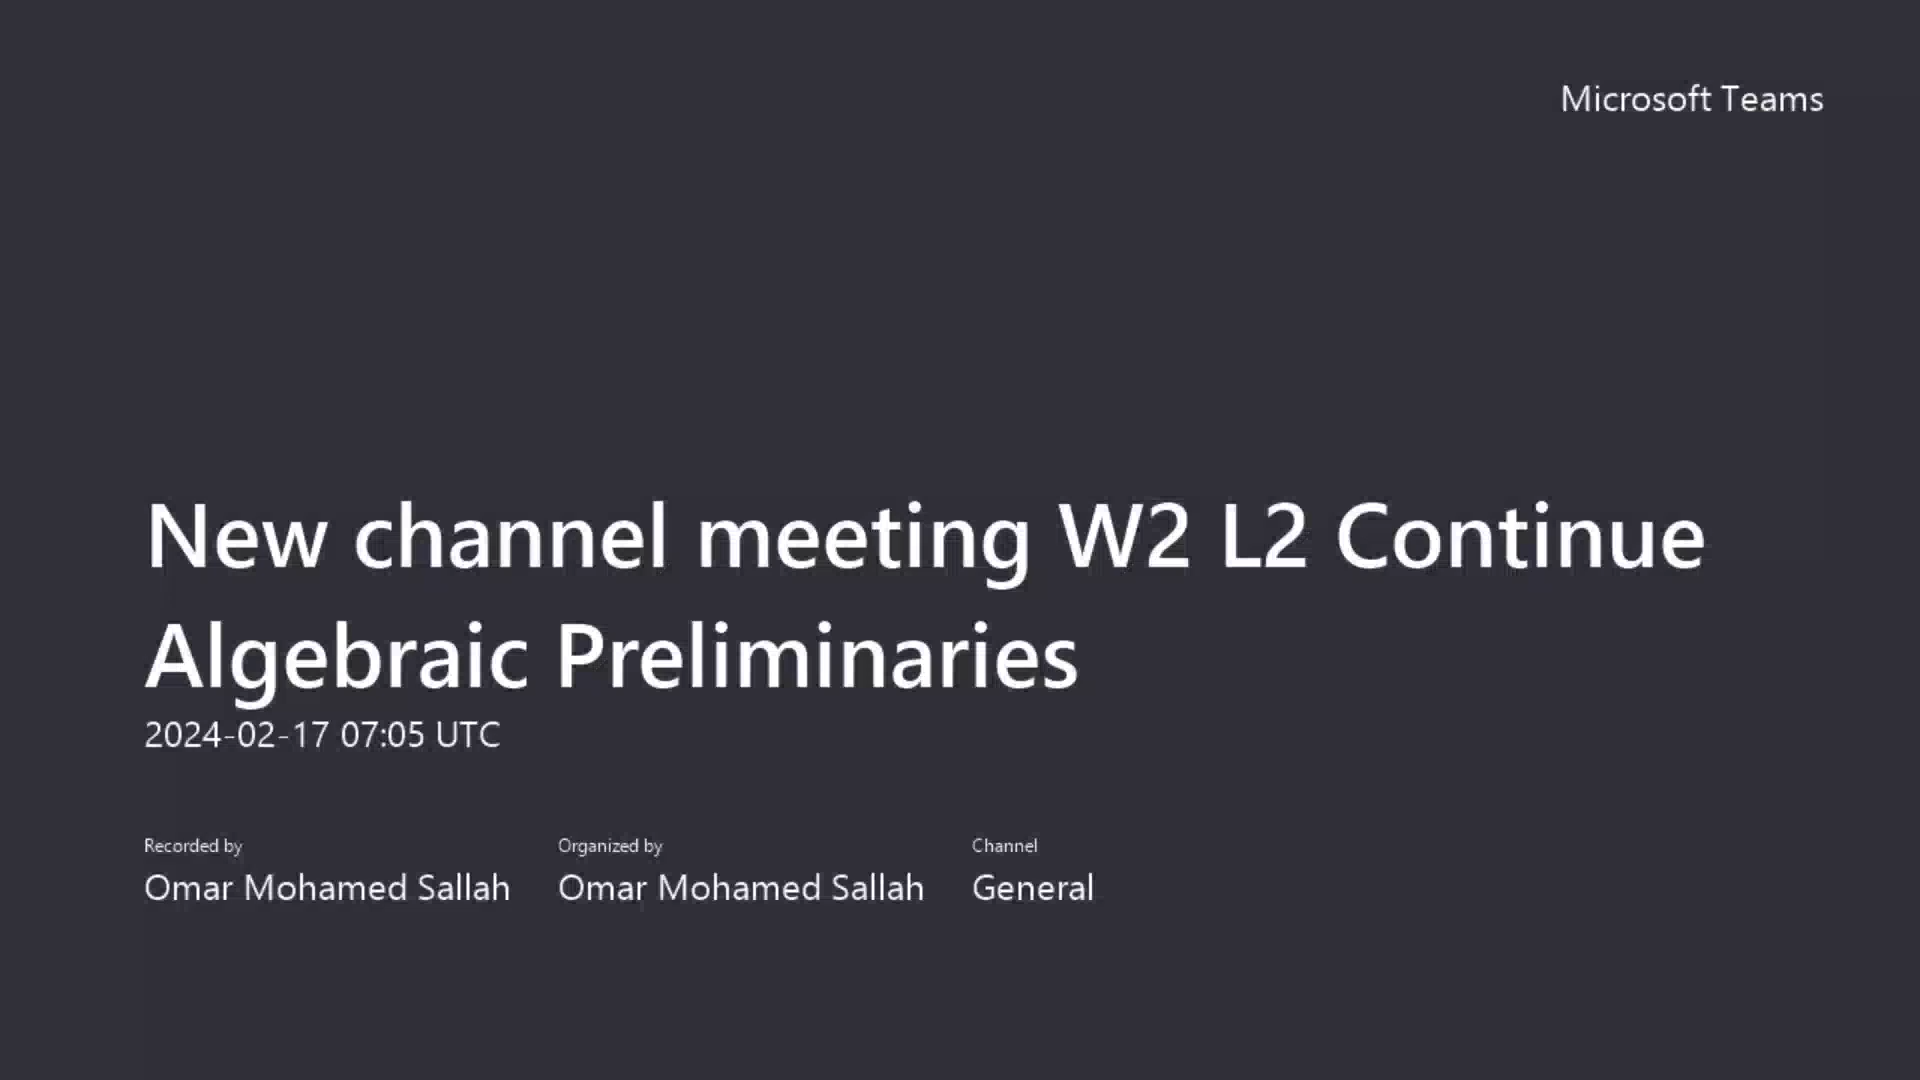 Microsoft Teams
New channel meeting W2 L2 Continue
Algebraic Preliminaries
2024-02-17 07:05 UTC
Recorded by
Omar Mohamed Sallah
Organized by
Omar Mohamed Sallah
Channel
General